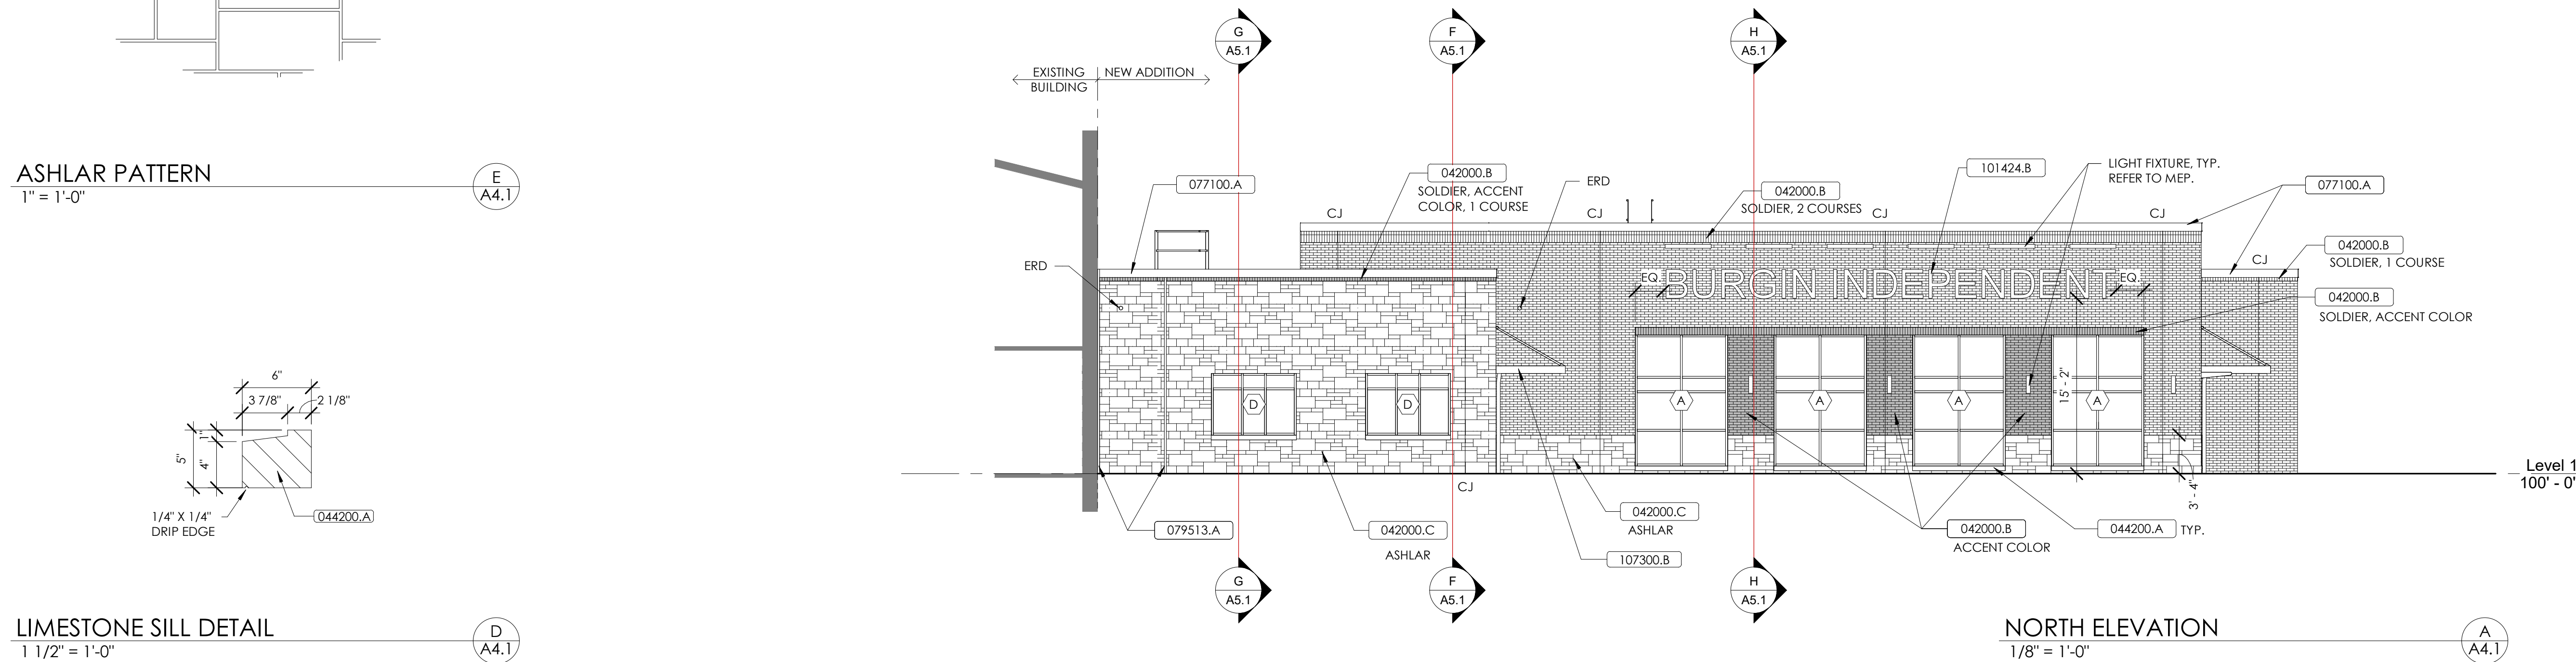 ASHLAR PATTERN
1" = 1'-0"
E
A4.1
6"
3 7/8"
2 1/8"
1"
5"
4"
1/4" X 1/4"
DRIP EDGE
044200.A
LIMESTONE SILL DETAIL
1 1/2" = 1'-0"
D
A4.1
G
A5.1
F
A5.1
H
A5.1
EXISTING
BUILDING
NEW ADDITION
077100.A
042000.B
SOLDIER, ACCENT
COLOR, 1 COURSE
ERD
042000.B
SOLDIER, 2 COURSES
101424.B
LIGHT FIXTURE, TYP.
REFER TO MEP.
077100.A
CJ
CJ
CJ
CJ
042000.B
SOLDIER, 1 COURSE
CJ
ERD
EQ.
BURGIN INDEPENDENT
EQ.
042000.B
SOLDIER, ACCENT COLOR
D
D
A
A
A
A
15' - 2"
3' - 4"
Level 1
100' - 0"
CJ
079513.A
042000.C
ASHLAR
042000.C
ASHLAR
107300.B
042000.B
ACCENT COLOR
044200.A
TYP.
G
A5.1
F
A5.1
H
A5.1
NORTH ELEVATION
1/8" = 1'-0"
A
A4.1